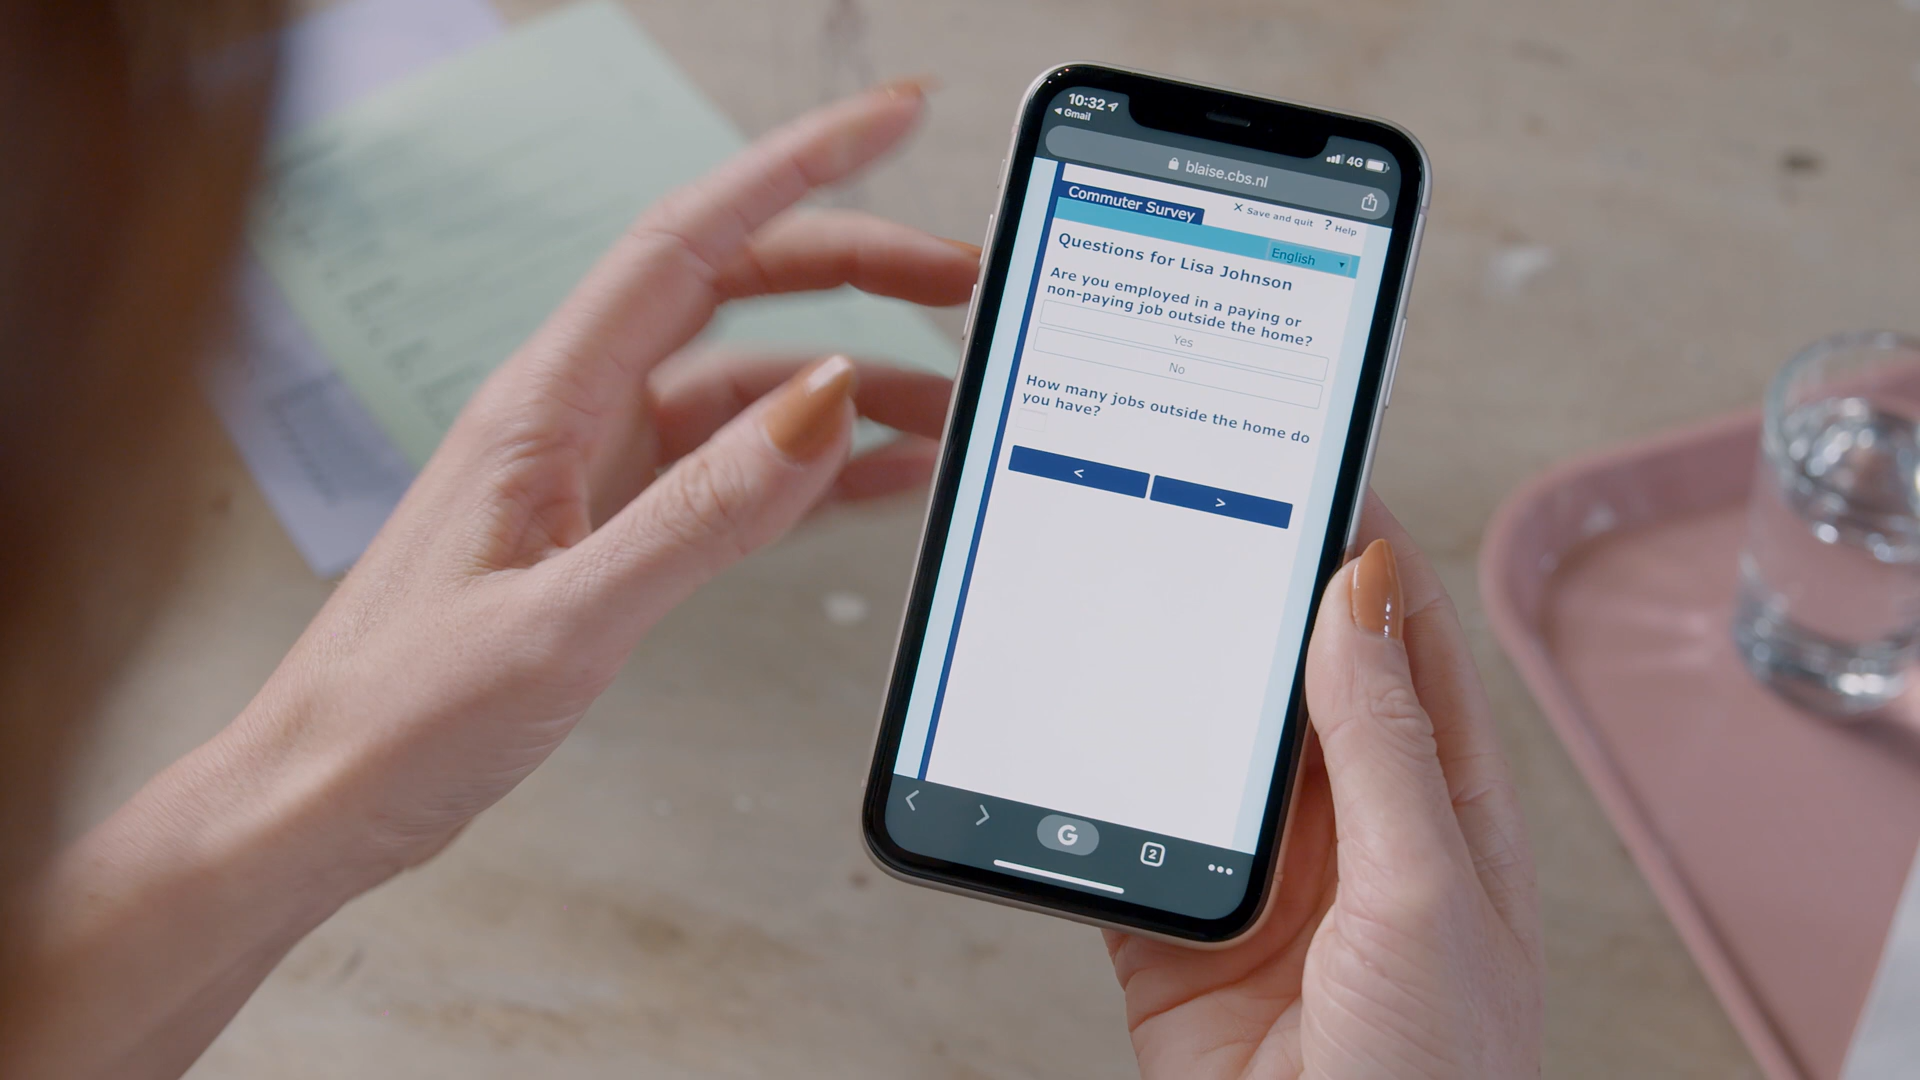 10:32
Gmail
4G
blaise.cbs.nl
Commuter Survey
× Save and quit ? Help
English
Questions for Lisa Johnson
Are you employed in a paying or
non-paying job outside the home?
Yes
No
How many jobs outside the home do
you have?
< >
G
2